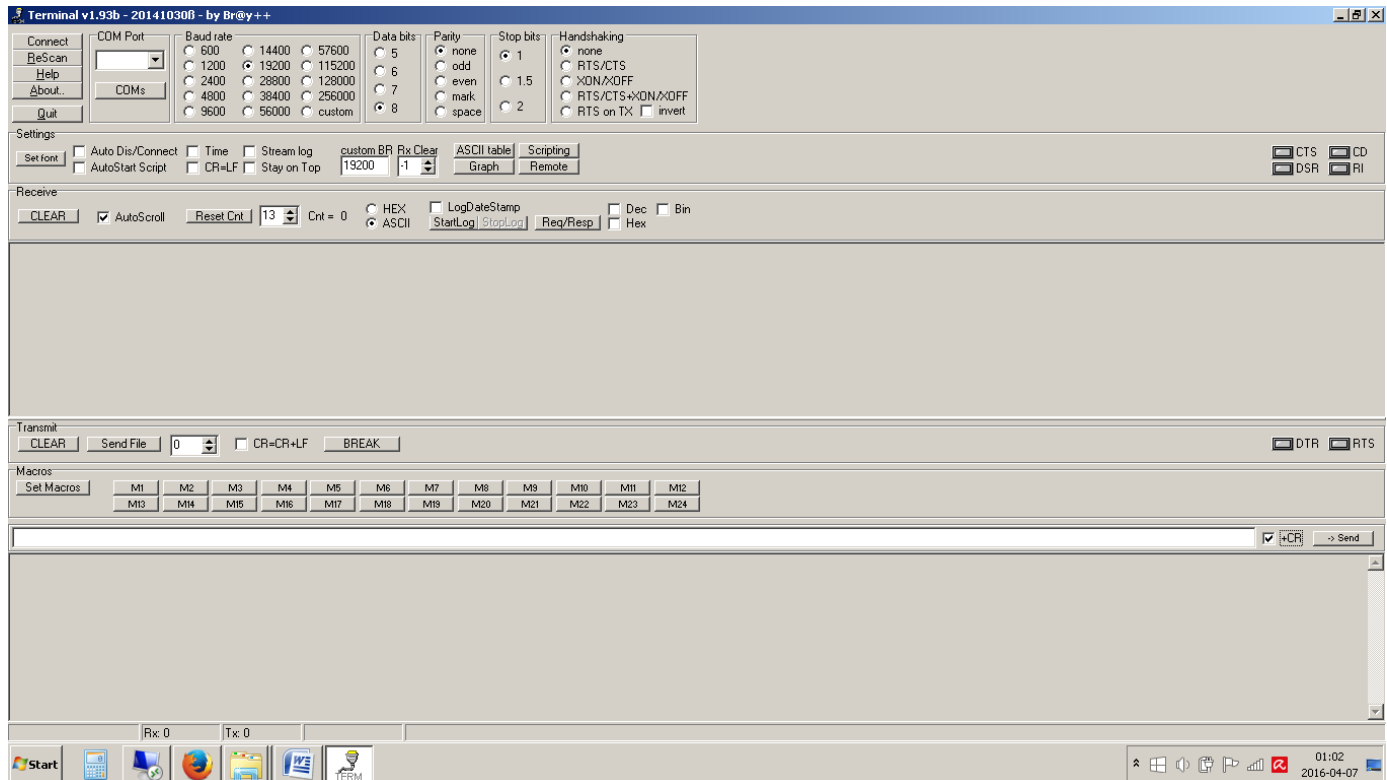 Terminal v1.93b - 20141030ß - by Br@y++
Connect
ReScan
Help
About..
Quit
COM Port
COMs
Baud rate
600 14400 57600
1200 19200 115200
2400 28800 128000
4800 38400 256000
9600 56000 custom
Data bits
5
6
7
8
Parity
none
odd
even
mark
space
Stop bits
1
1.5
2
Handshaking
none
RTS/CTS
XON/XOFF
RTS/CTS+XON/XOFF
RTS on TX invert
Settings
Set font
Auto Dis/Connect Time Stream log
AutoStart Script CR=LF Stay on Top
custom BR Rx Clear
19200 -1
ASCII table Scripting
Graph Remote
CTS CD
DSR RI
Receive
CLEAR AutoScroll Reset Cnt 13 Cnt = 0
HEX
ASCII
LogDateStamp
StartLog StopLog Req/Resp
Dec Bin
Hex
Transmit
CLEAR Send File 0 CR=CR+LF BREAK DTR RTS
Macros
Set Macros M1 M2 M3 M4 M5 M6 M7 M8 M9 M10 M11 M12
M13 M14 M15 M16 M17 M18 M19 M20 M21 M22 M23 M24
+CR -> Send
Rx: 0 Tx: 0
Start
TERM
01:02
2016-04-07